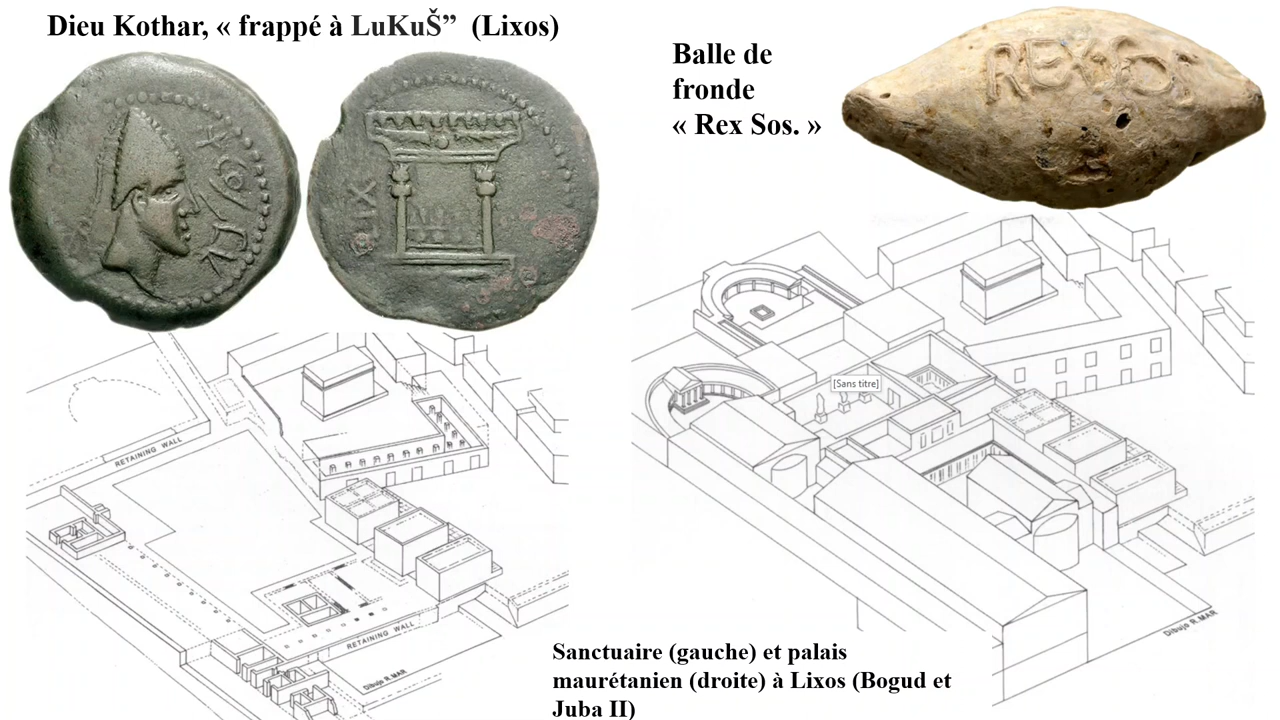 Dieu Kothar, « frappé à LuKuŠ” (Lixos)
Balle de
fronde
« Rex Sos. »
REX SOS
LIX
[Sans titre]
RETAINING WALL
RETAINING WALL
Dibujo R. MAR
Dibujo R. MAR
Sanctuaire (gauche) et palais
maurétanien (droite) à Lixos (Bogud et
Juba II)